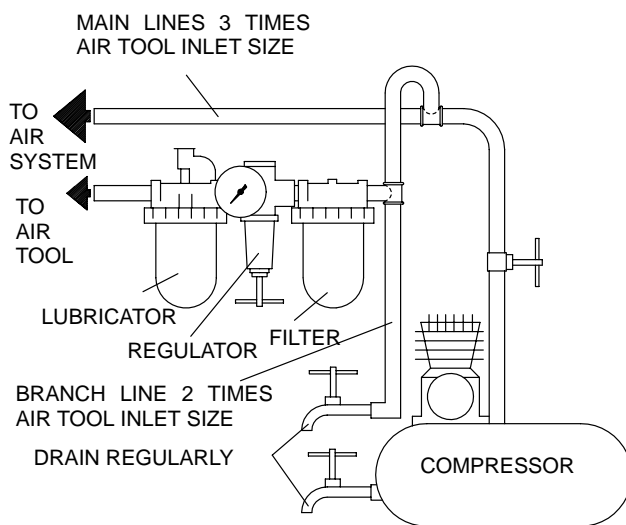 MAIN LINES 3 TIMES
AIR TOOL INLET SIZE
TO
AIR
SYSTEM
TO
AIR
TOOL
LUBRICATOR
REGULATOR
FILTER
BRANCH LINE 2 TIMES
AIR TOOL INLET SIZE
DRAIN REGULARLY
COMPRESSOR